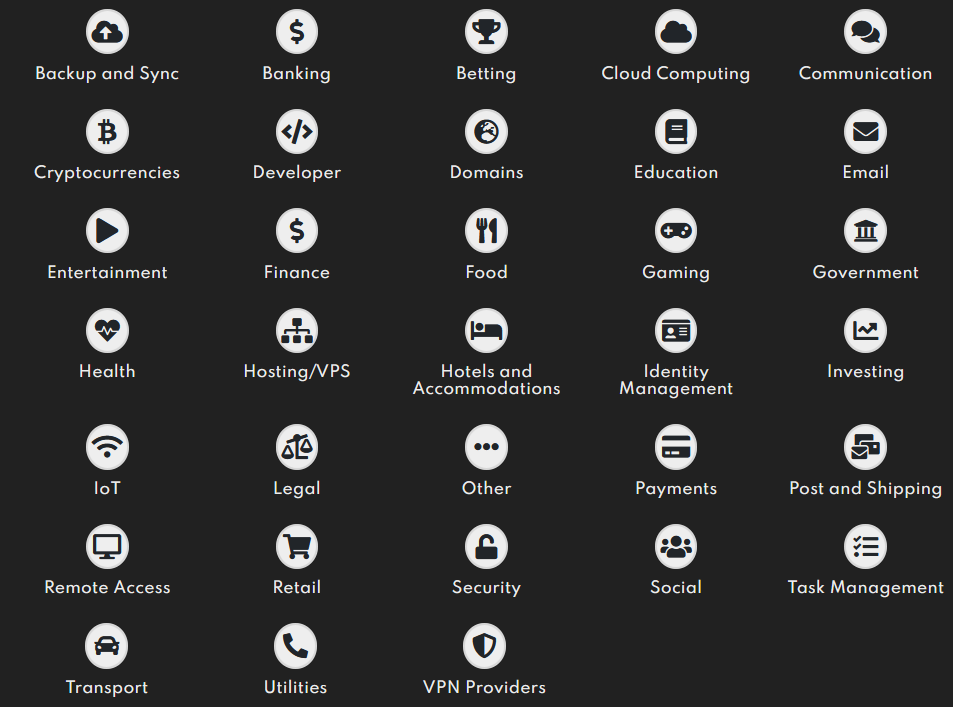 Backup and Sync
Banking
Betting
Cloud Computing
Communication
Cryptocurrencies
Developer
Domains
Education
Email
Entertainment
Finance
Food
Gaming
Government
Health
Hosting/VPS
Hotels and
Accommodations
Identity
Management
Investing
IoT
Legal
Other
Payments
Post and Shipping
Remote Access
Retail
Security
Social
Task Management
Transport
Utilities
VPN Providers